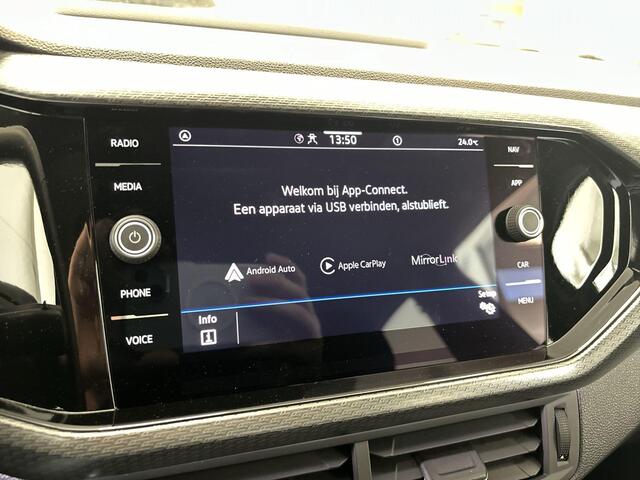 RADIO
MEDIA
PHONE
VOICE
13:50
24.0°C
Welkom bij App-Connect.
Een apparaat via USB verbinden, alstublieft.
Android Auto
Apple CarPlay
MirrorLink
Info
Setup
NAV
APP
CAR
MENU